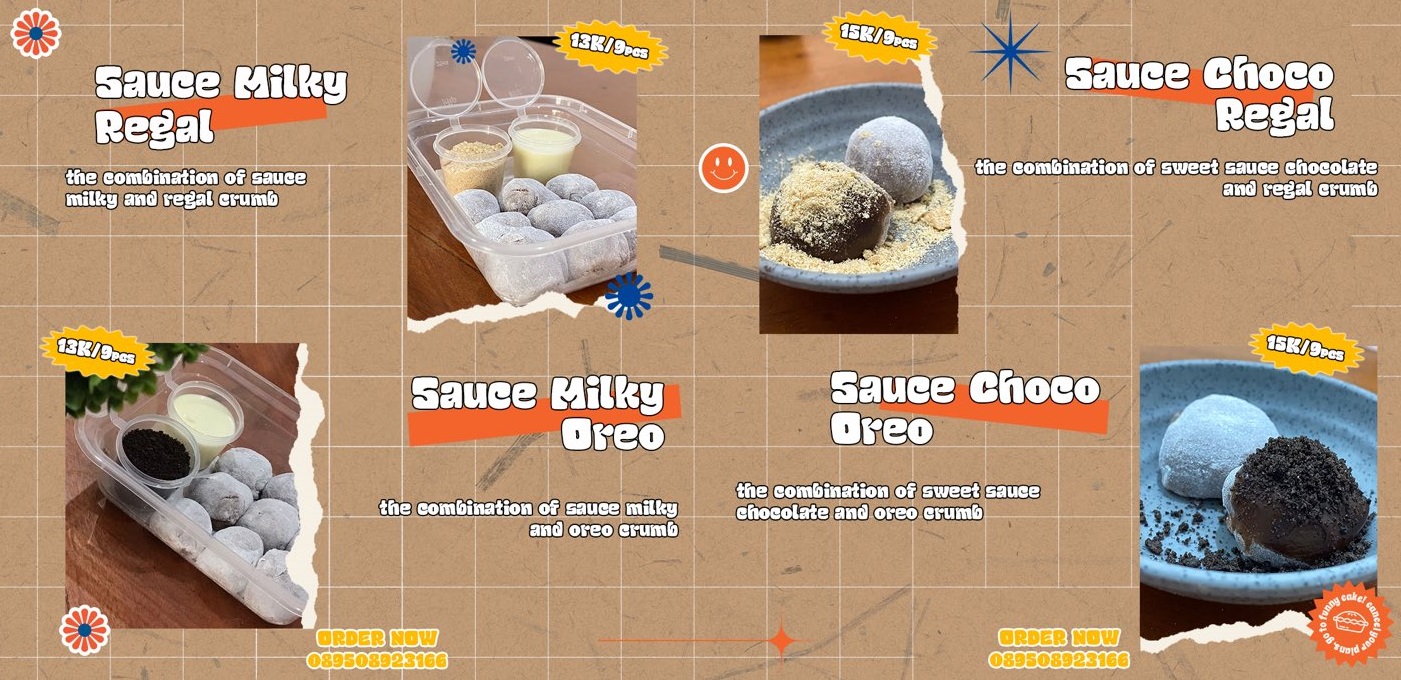 Sauce Milky
Regal
the combination of sauce
milky and regal crumb
13K/9pcs
15K/9pcs
Sauce Choco
Regal
the combination of sweet sauce chocolate
and regal crumb
13K/9pcs
Sauce Milky
Oreo
the combination of sauce milky
and oreo crumb
Sauce Choco
Oreo
the combination of sweet sauce
chocolate and oreo crumb
15K/9pcs
ORDER NOW
089508923166
ORDER NOW
089508923166
cancel your plans, go to funny cake!